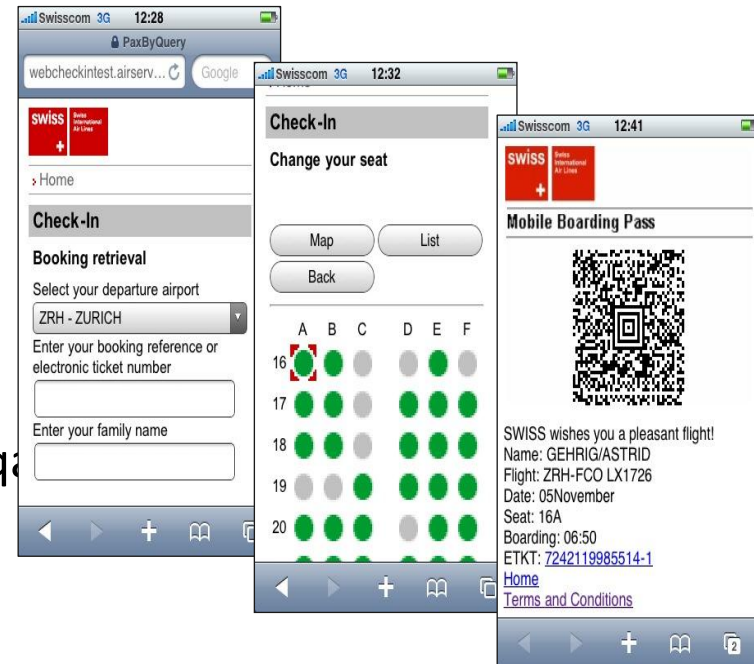 Swisscom 3G 12:28
PaxByQuery
webcheckintest.airserv... Google
swiss Swiss International Air Lines
› Home
Check-In
Booking retrieval
Select your departure airport
ZRH - ZURICH
Enter your booking reference or
electronic ticket number
Enter your family name
Swisscom 3G 12:32
Check-In
Change your seat
Map List
Back
A B C D E F
16
17
18
19
20
Swisscom 3G 12:41
swiss Swiss International Air Lines
Mobile Boarding Pass
SWISS wishes you a pleasant flight!
Name: GEHRIG/ASTRID
Flight: ZRH-FCO LX1726
Date: 05November
Seat: 16A
Boarding: 06:50
ETKT: 7242119985514-1
Home
Terms and Conditions
2